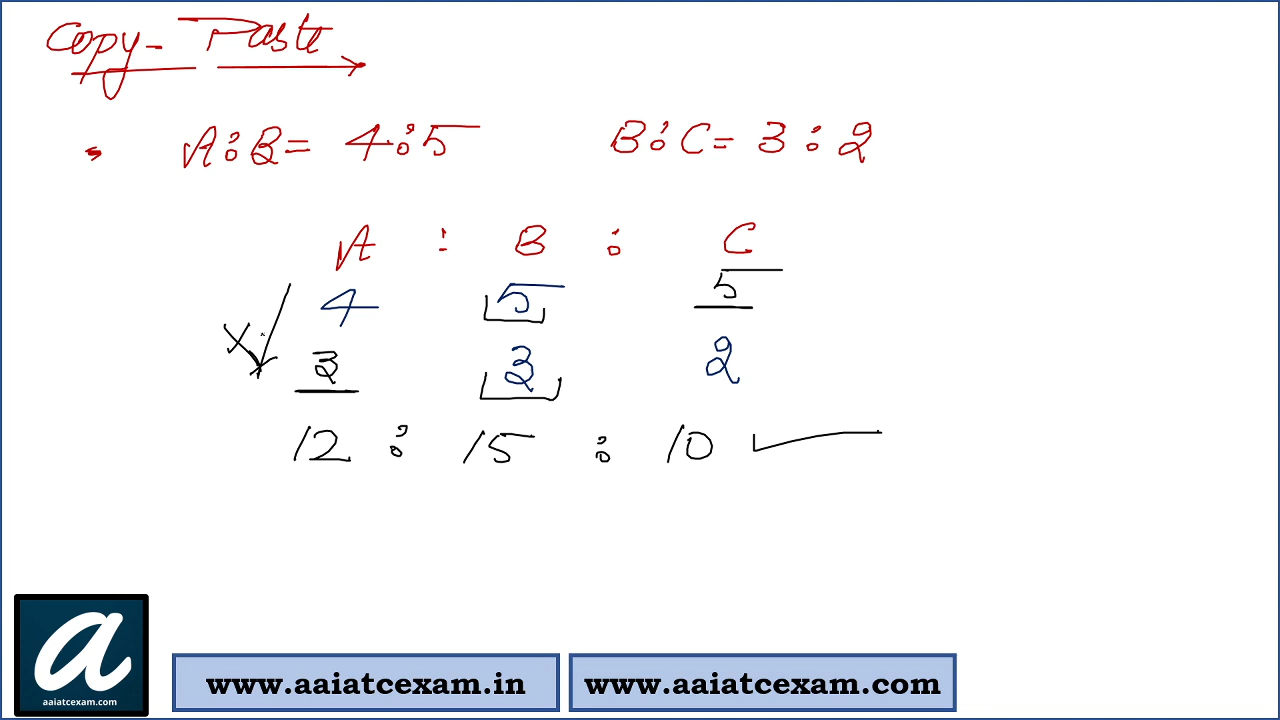 Copy- Paste
A:B= 4:5 B:C= 3:2
A : B : C
4 5 5
X
3 3 2
12 : 15 : 10
a
aaiatcexam.com
www.aaiatcexam.in www.aaiatcexam.com